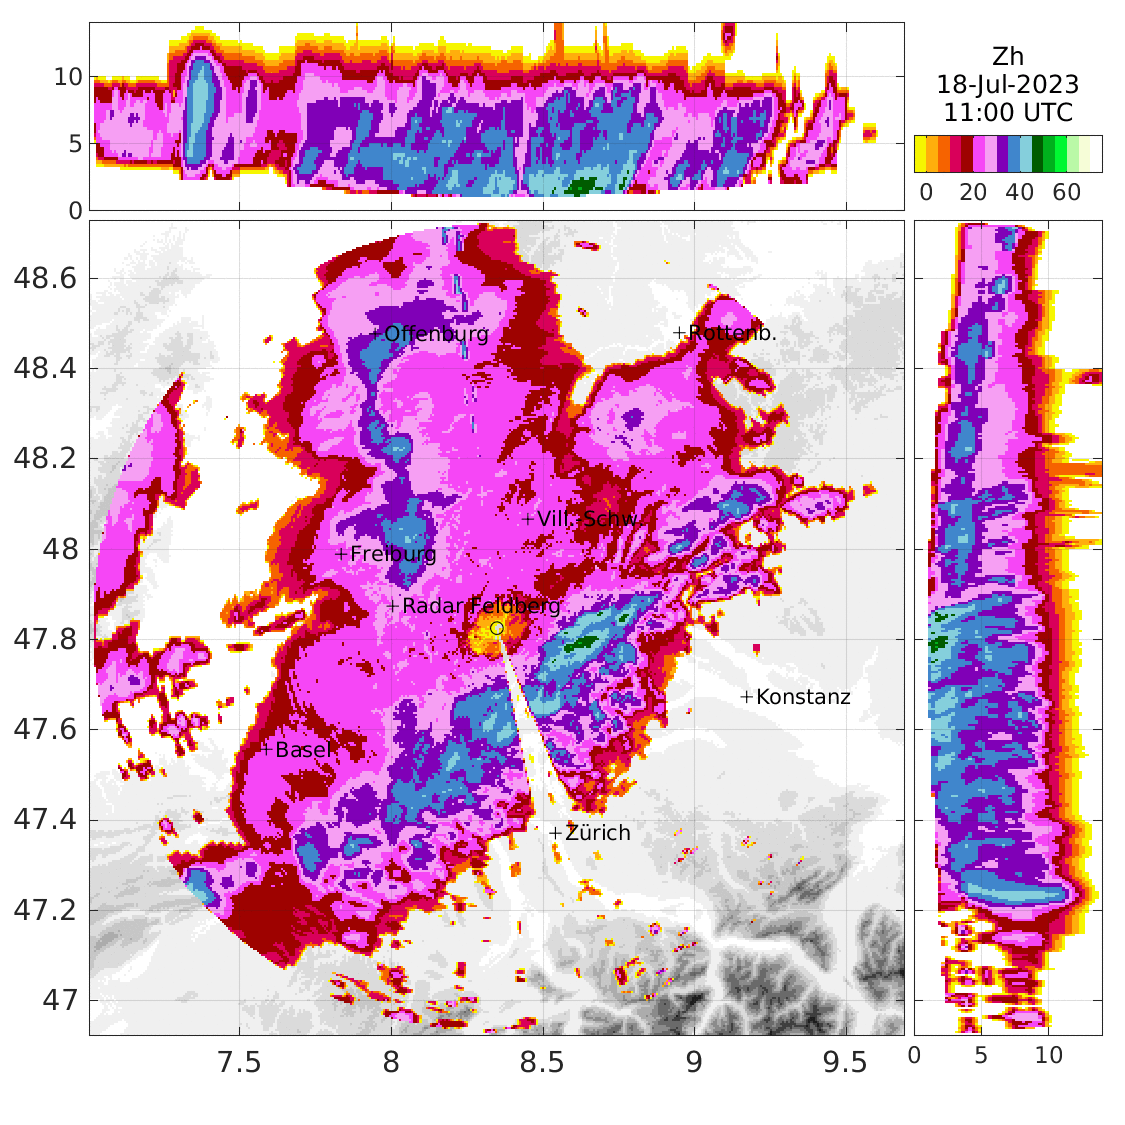 Zh
18-Jul-2023
11:00 UTC
0 20 40 60
10
5
0
48.6
48.4
48.2
48
47.8
47.6
47.4
47.2
47
+Offenburg
+Rottenb.
+Vill.-Schw.
+Freiburg
+Radar Feldberg
+Konstanz
+Basel
+Zürich
7.5 8 8.5 9 9.5
0 5 10